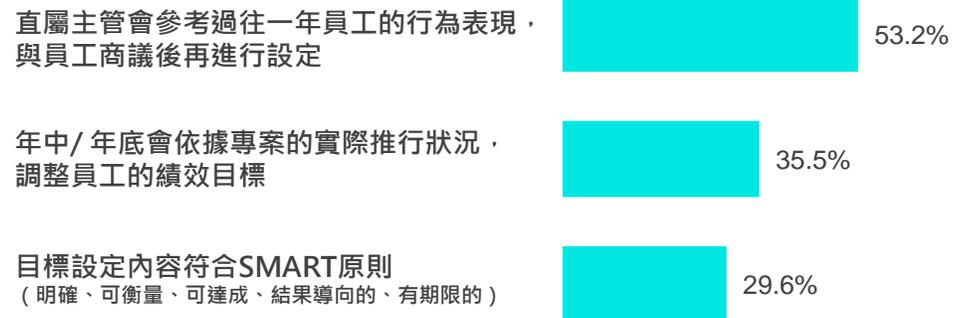 直屬主管會參考過往一年員工的行為表現，
與員工商議後再進行設定
53.2%
年中/ 年底會依據專案的實際推行狀況，
調整員工的績效目標
35.5%
目標設定內容符合SMART原則
（明確、可衡量、可達成、結果導向的、有期限的）
29.6%